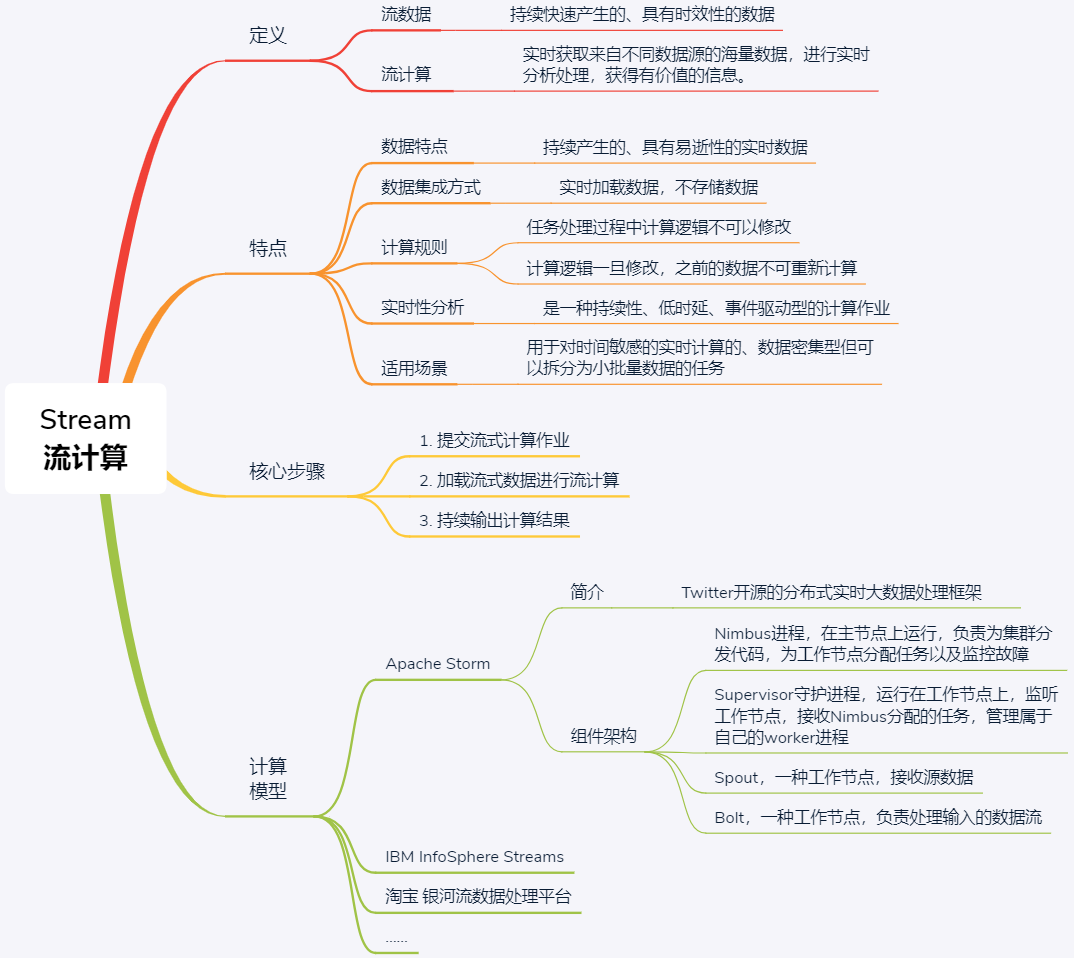 Stream
流计算
定义
流数据
持续快速产生的、具有时效性的数据
流计算
实时获取来自不同数据源的海量数据，进行实时
分析处理，获得有价值的信息。
特点
数据特点
持续产生的、具有易逝性的实时数据
数据集成方式
实时加载数据，不存储数据
计算规则
任务处理过程中计算逻辑不可以修改
计算逻辑一旦修改，之前的数据不可重新计算
实时性分析
是一种持续性、低时延、事件驱动型的计算作业
适用场景
用于对时间敏感的实时计算的、数据密集型但可
以拆分为小批量数据的任务
核心步骤
1. 提交流式计算作业
2. 加载流式数据进行流计算
3. 持续输出计算结果
计算
模型
Apache Storm
简介
Twitter开源的分布式实时大数据处理框架
组件架构
Nimbus进程，在主节点上运行，负责为集群分
发代码，为工作节点分配任务以及监控故障
Supervisor守护进程，运行在工作节点上，监听
工作节点，接收Nimbus分配的任务，管理属于
自己的worker进程
Spout，一种工作节点，接收源数据
Bolt，一种工作节点，负责处理输入的数据流
IBM InfoSphere Streams
淘宝 银河流数据处理平台
……